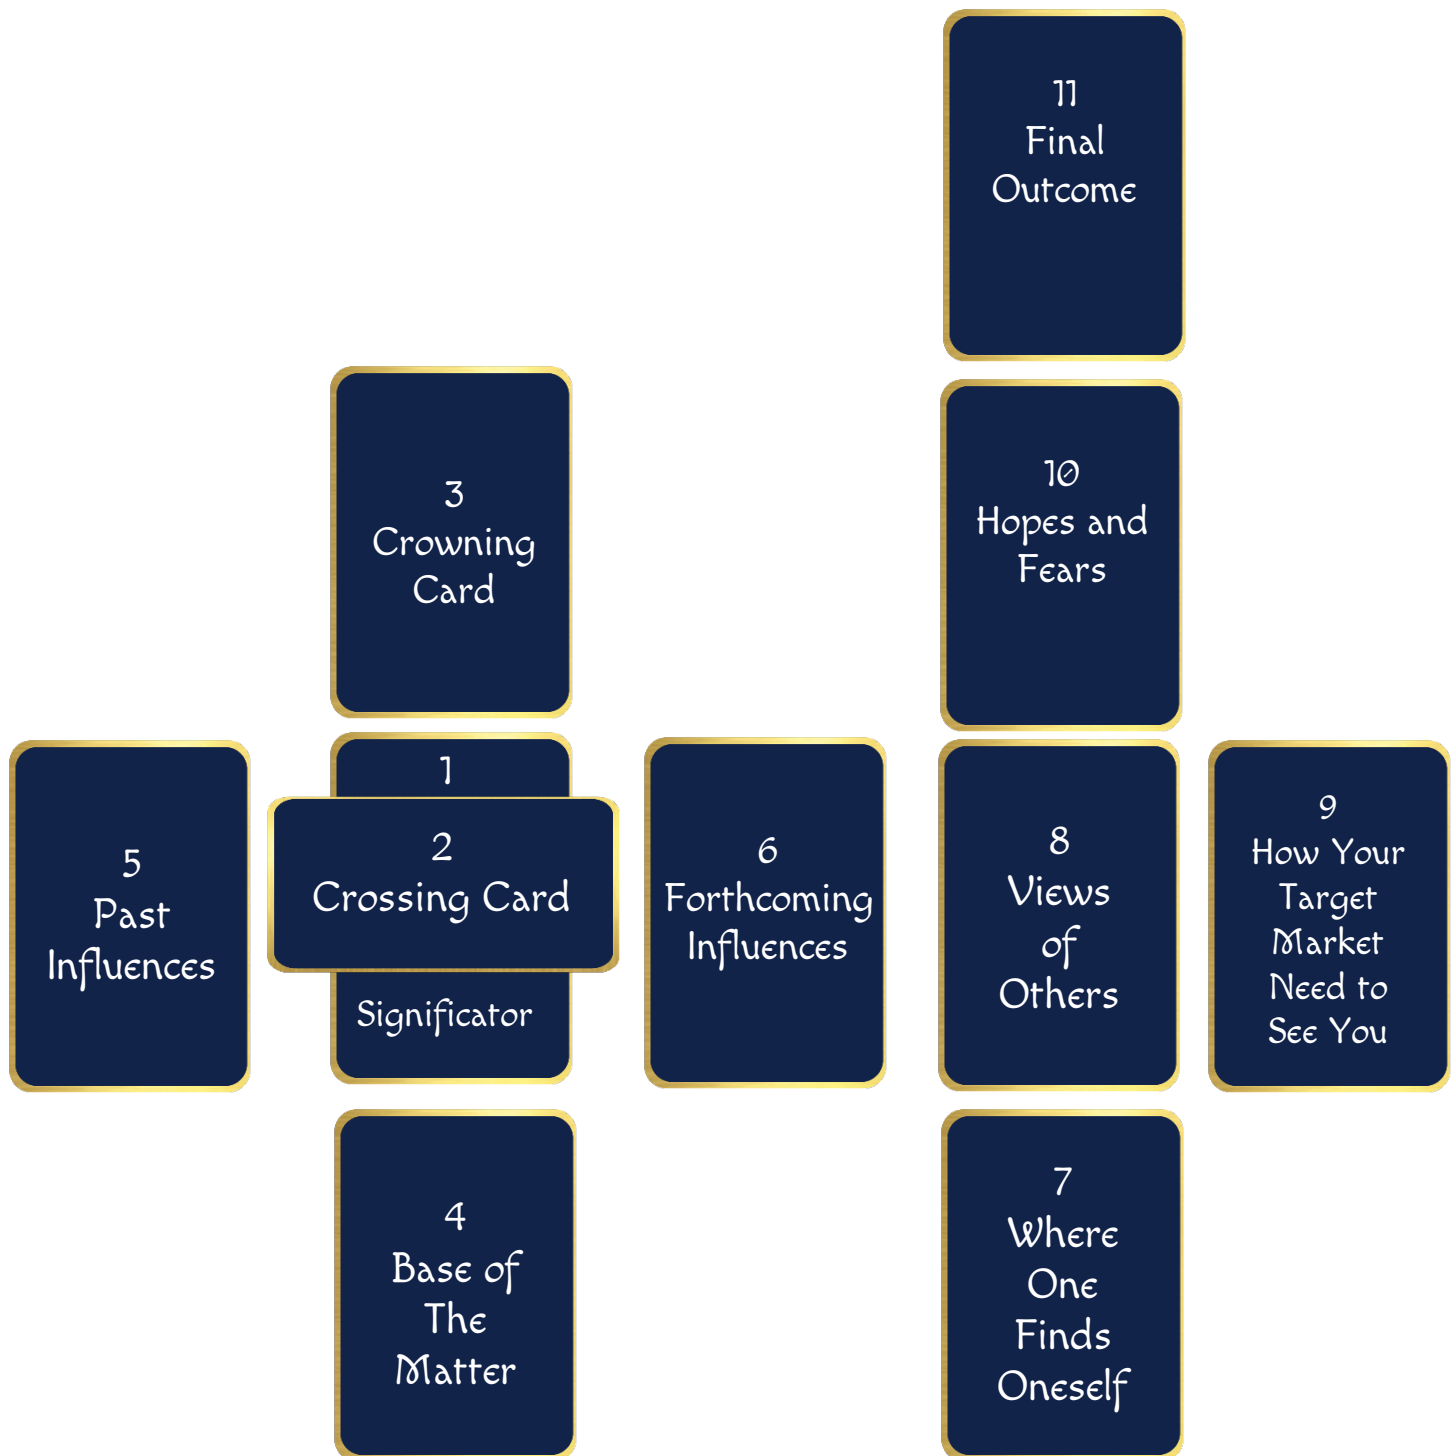 11
Final
Outcome
10
Hopes and
Fears
3
Crowning
Card
1
2
Crossing Card
Significator
5
Past
Influences
6
Forthcoming
Influences
8
Views
of
Others
9
How Your
Target
Market
Need to
See You
4
Base of
The
Matter
7
Where
One
Finds
Oneself